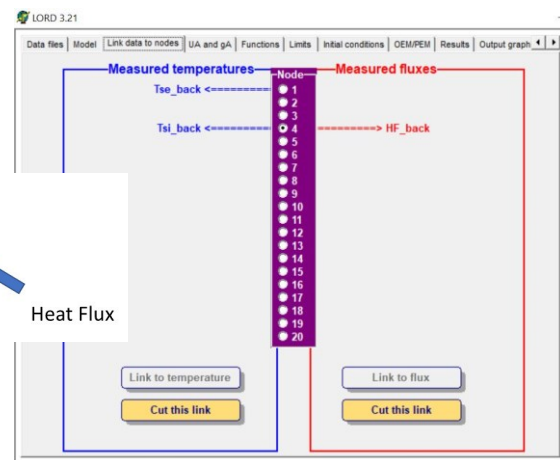 LORD 3.21
Data files Model Link data to nodes UA and gA Functions Limits Initial conditions OEM/PEM Results Output graph
Measured temperatures Node Measured fluxes
Tse_back <========= 1
2
3
Tsi_back <========= 4 =========> HF_back
5
6
7
8
9
10
11
12
13
14
15
16
17
18
19
20
Heat Flux
Link to temperature Link to flux
Cut this link Cut this link